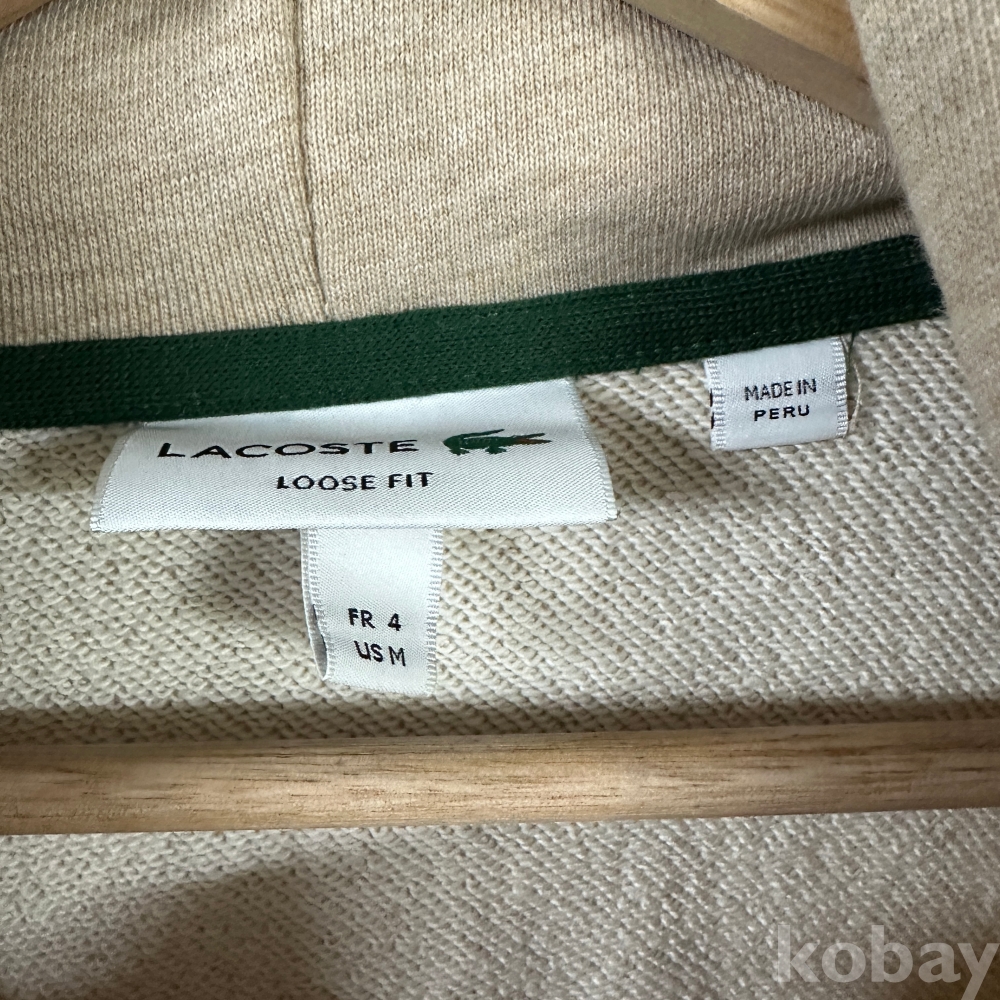 LACOSTE
LOOSE FIT
MADE IN
PERU
FR 4
US M
kobay